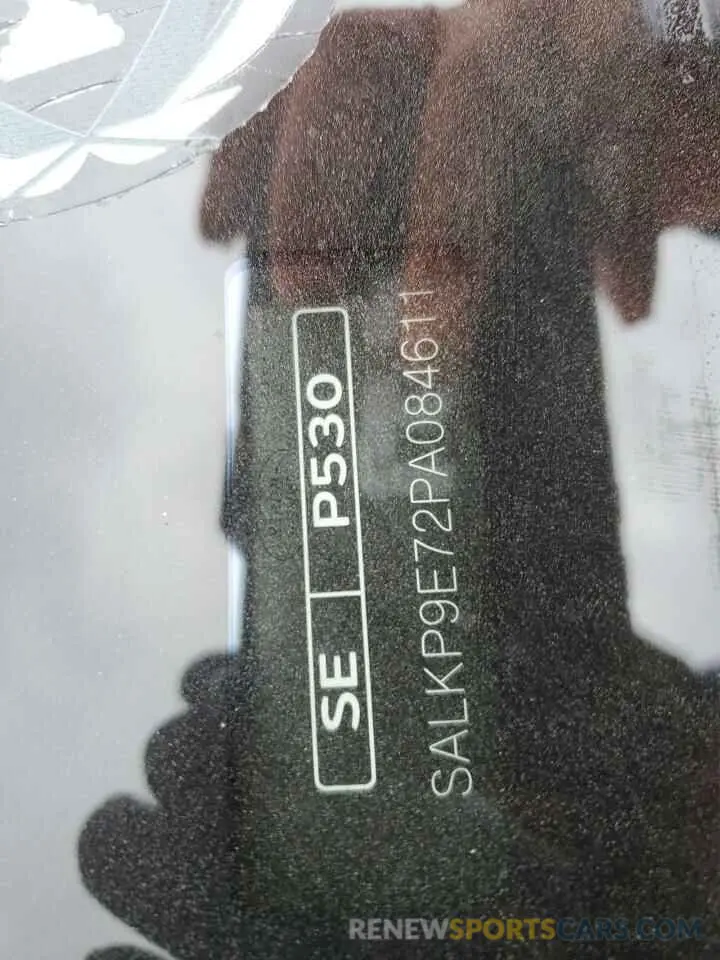 SE | P530
SALKP9E72PA084611
RENEWSPORTSCARS.COM